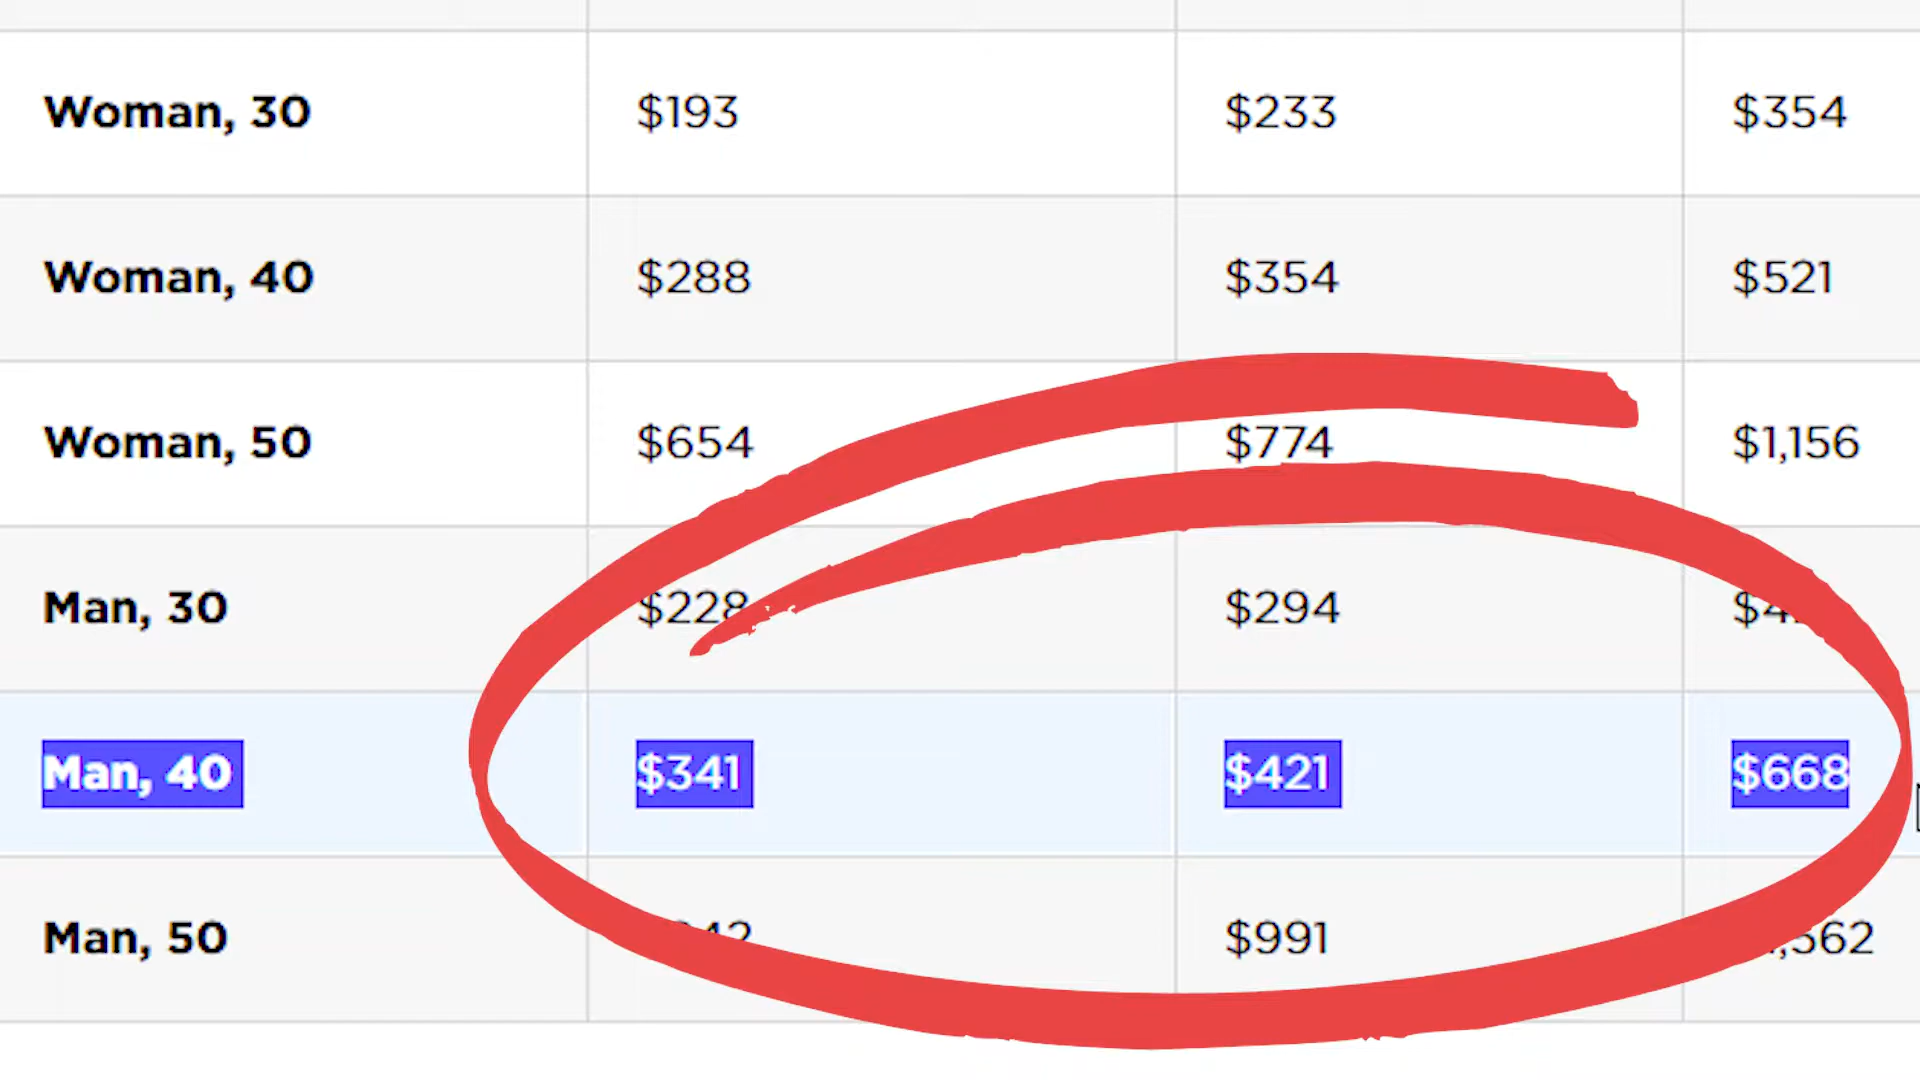 Woman, 30 $193 $233 $354
Woman, 40 $288 $354 $521
Woman, 50 $654 $774 $1,156
Man, 30 $228 $294
Man, 40 $341 $421 $668
Man, 50 $991